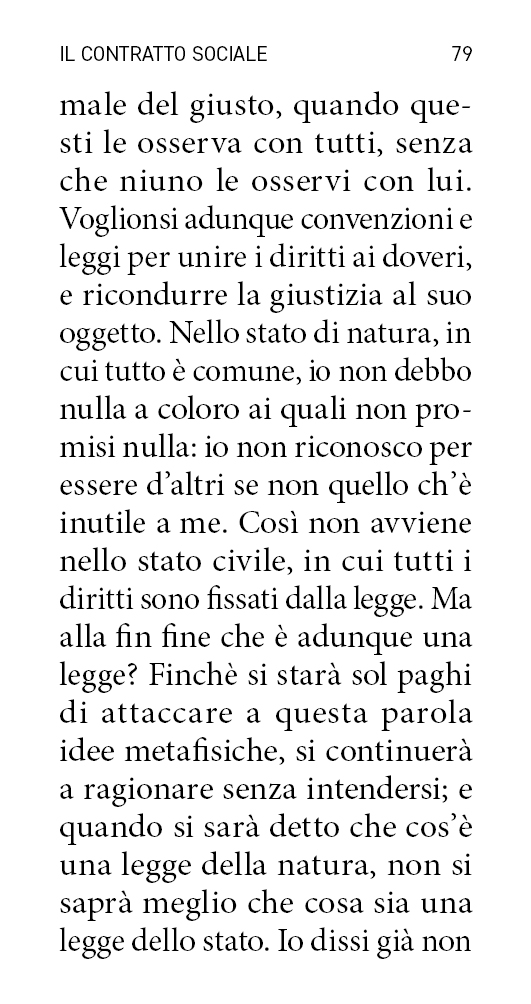 IL CONTRATTO SOCIALE 79
male del giusto, quando que-
sti le osserva con tutti, senza
che niuno le osservi con lui.
Voglionsi adunque convenzioni e
leggi per unire i diritti ai doveri,
e ricondurre la giustizia al suo
oggetto. Nello stato di natura, in
cui tutto è comune, io non debbo
nulla a coloro ai quali non pro-
misi nulla: io non riconosco per
essere d’altri se non quello ch’è
inutile a me. Così non avviene
nello stato civile, in cui tutti i
diritti sono fissati dalla legge. Ma
alla fin fine che è adunque una
legge? Finchè si starà sol paghi
di attaccare a questa parola
idee metafisiche, si continuerà
a ragionare senza intendersi; e
quando si sarà detto che cos’è
una legge della natura, non si
saprà meglio che cosa sia una
legge dello stato. Io dissi già non